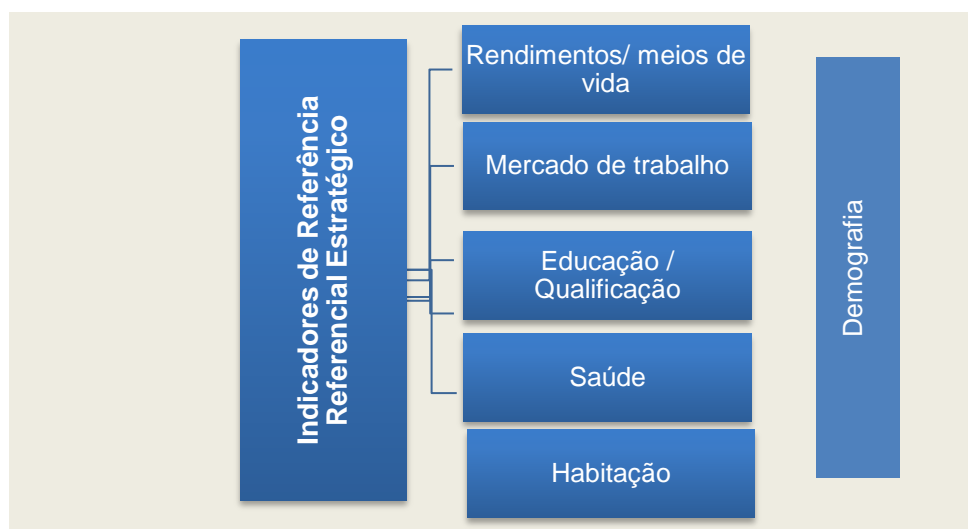 Indicadores de Referência
Referencial Estratégico
Rendimentos/ meios de
vida
Mercado de trabalho
Educação /
Qualificação
Saúde
Habitação
Demografia